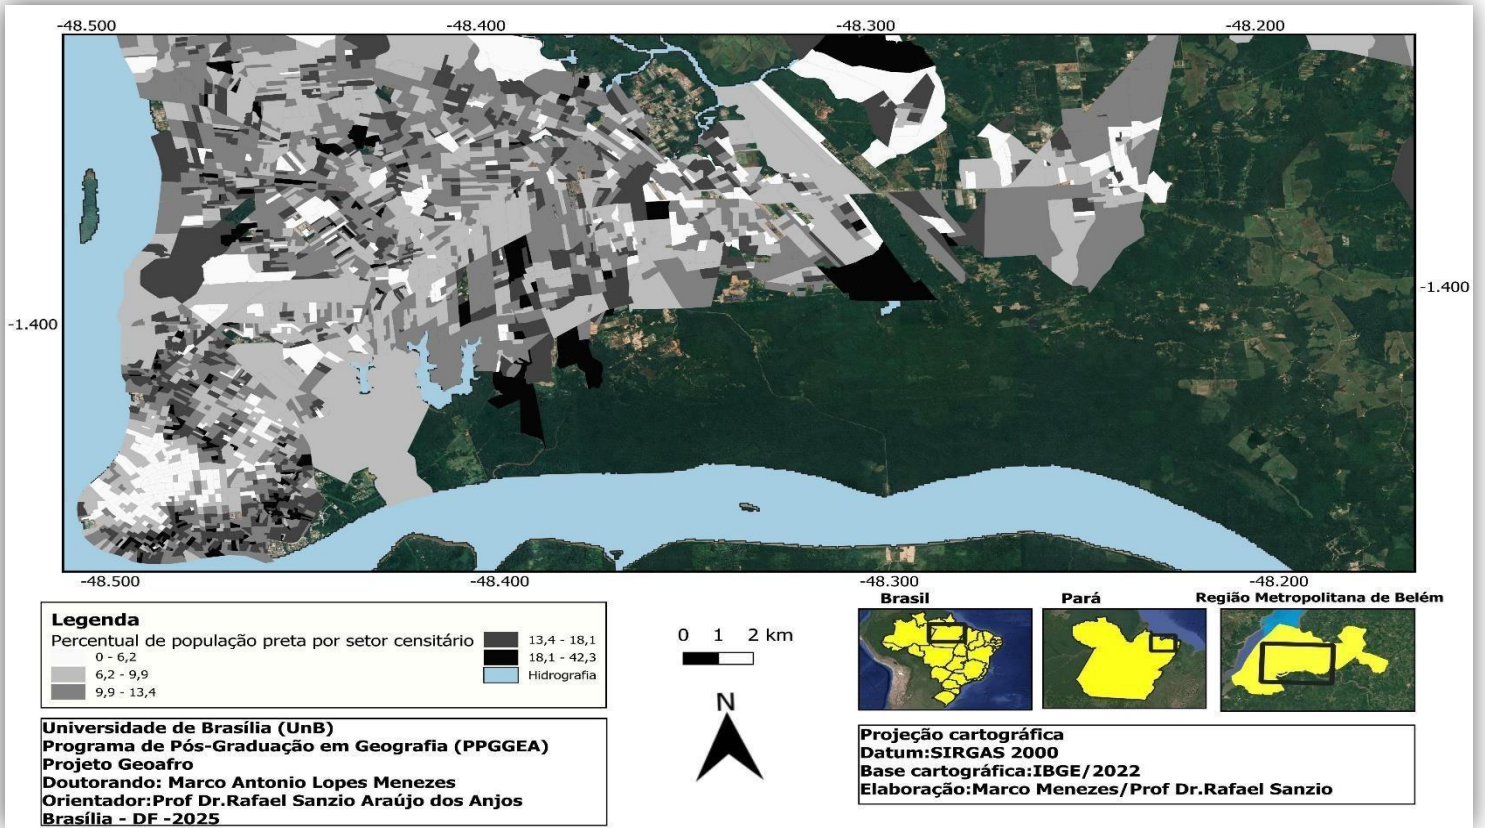 -48.500 -48.400 -48.300 -48.200
-1.400
-1.400
-48.500 -48.400 -48.300 -48.200
Legenda
Percentual de população preta por setor censitário
0 - 6,2
6,2 - 9,9
9,9 - 13,4
13,4 - 18,1
18,1 - 42,3
Hidrografia
0 1 2 km
N
Brasil
Pará
Região Metropolitana de Belém
Universidade de Brasília (UnB)
Programa de Pós-Graduação em Geografia (PPGGEA)
Projeto Geoafro
Doutorando: Marco Antonio Lopes Menezes
Orientador:Prof Dr.Rafael Sanzio Araújo dos Anjos
Brasília - DF -2025
Projeção cartográfica
Datum:SIRGAS 2000
Base cartográfica:IBGE/2022
Elaboração:Marco Menezes/Prof Dr.Rafael Sanzio